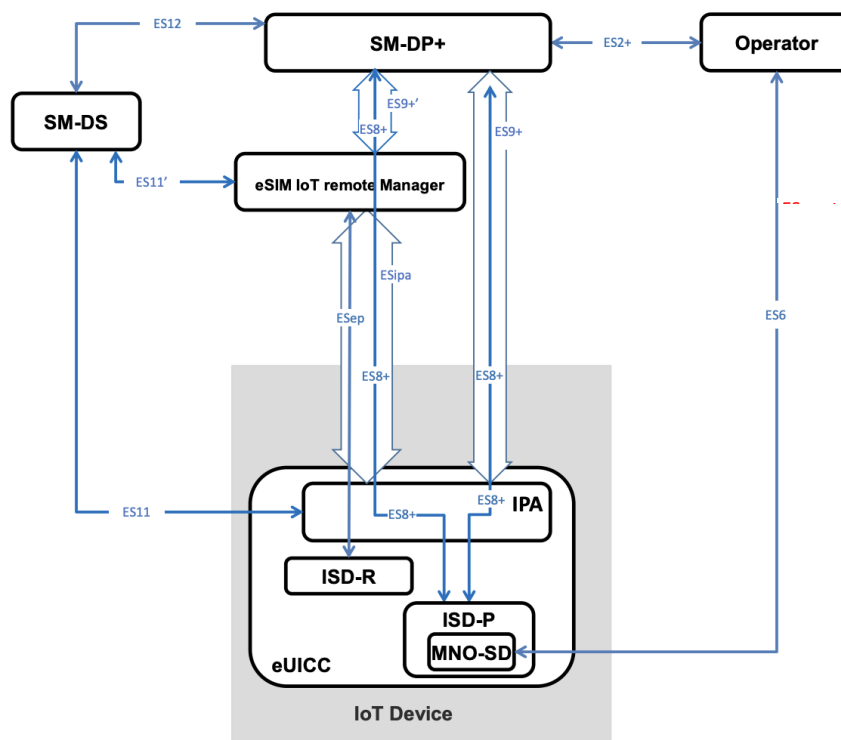 ES12
SM-DP+
ES2+
Operator
SM-DS
ES9+’
ES8+
ES9+
ES11’
eSIM IoT remote Manager
ESipa
ESep
ES6
ES8+
ES8+
IPA
ES8+
ES8+
ES11
ISD-R
ISD-P
MNO-SD
eUICC
IoT Device